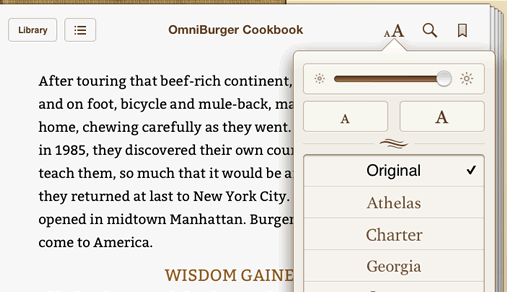 Library
OmniBurger Cookbook
AA
After touring that beef-rich continent,
and on foot, bicycle and mule-back,
home, chewing carefully as they went.
in 1985, they discovered their own
teach them, so much that it would be a
they returned at last to New York City.
opened in midtown Manhattan. Burger
come to America.
WISDOM GAINE
A A
Original
Athelas
Charter
Georgia